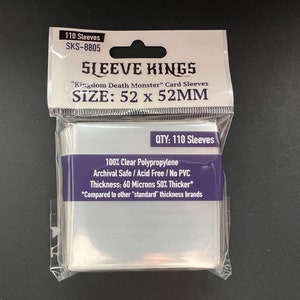 110 Sleeves
SKS-8805
SLEEVE KINGS
"Kingdom Death Monster" Card Sleeves
SIZE: 52 x 52MM
QTY: 110 Sleeves
100% Clear Polypropylene
Archival Safe / Acid Free / No PVC
Thickness: 60 Microns 50% Thicker*
*Compared to other "standard" thickness brands